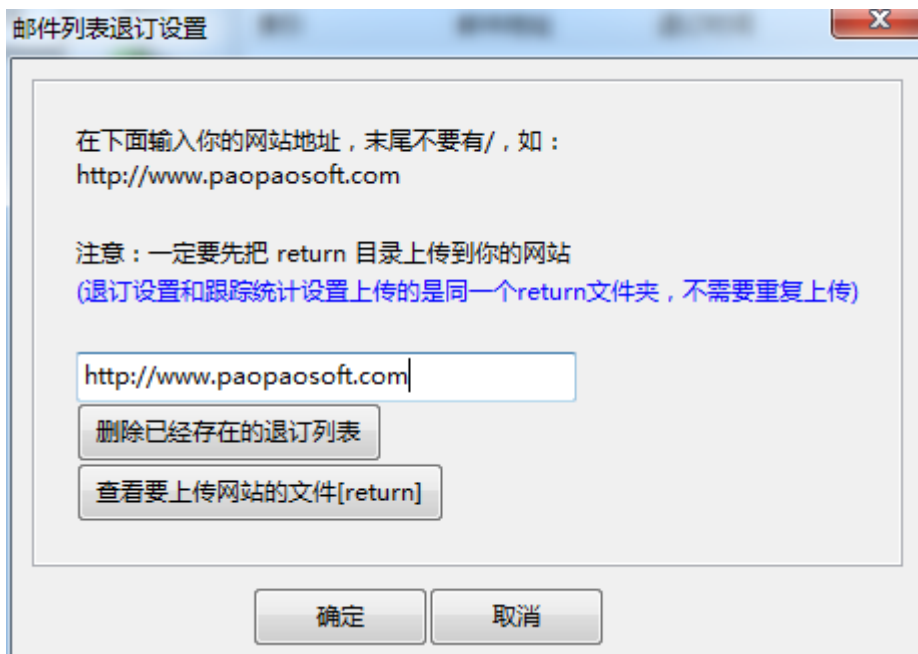 邮件列表退订设置
在下面输入你的网站地址，末尾不要有/，如：
http://www.paopaosoft.com
注意：一定要先把 return 目录上传到你的网站
(退订设置和跟踪统计设置上传的是同一个return文件夹，不需要重复上传)
http://www.paopaosoft.com
删除已经存在的退订列表
查看要上传网站的文件[return]
确定 取消